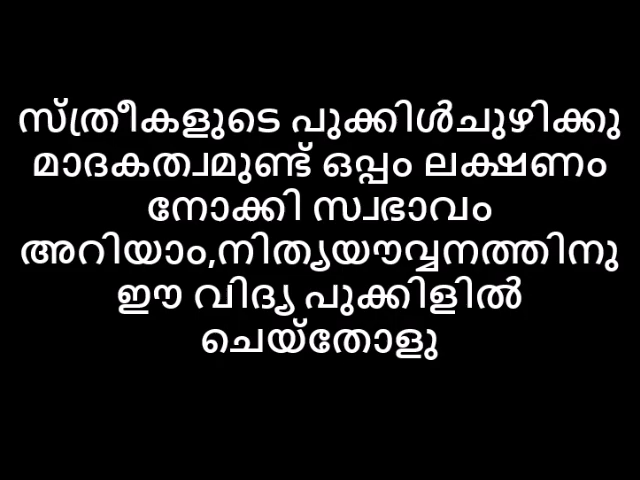 സ്ത്രീകളുടെ പുക്കിൾചുഴിക്കു
മാദകത്വമുണ്ട് ഒപ്പം ലക്ഷണം
നോക്കി സ്വഭാവം
അറിയാം,നിത്യയൗവ്വനത്തിനു
ഈ വിദ്യ പുക്കിളിൽ
ചെയ്തോളു